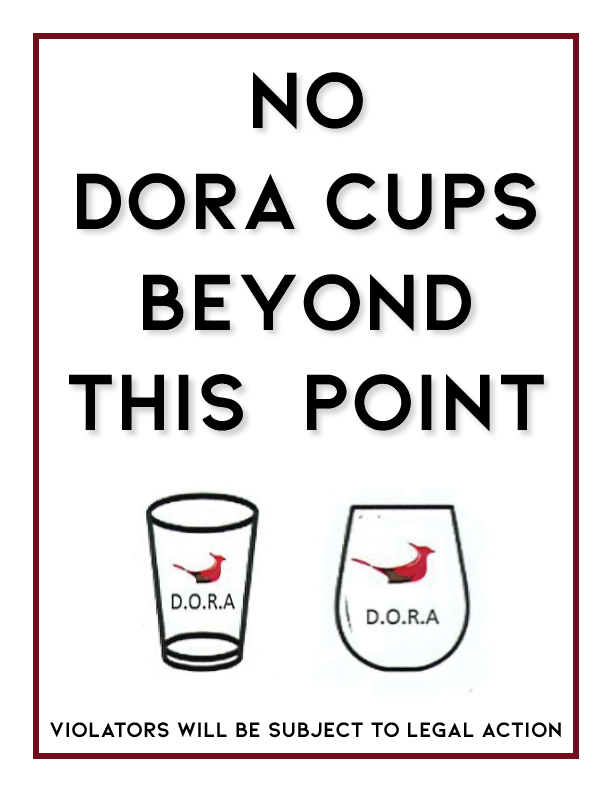 NO
DORA CUPS
BEYOND
THIS POINT
D.O.R.A
D.O.R.A
VIOLATORS WILL BE SUBJECT TO LEGAL ACTION